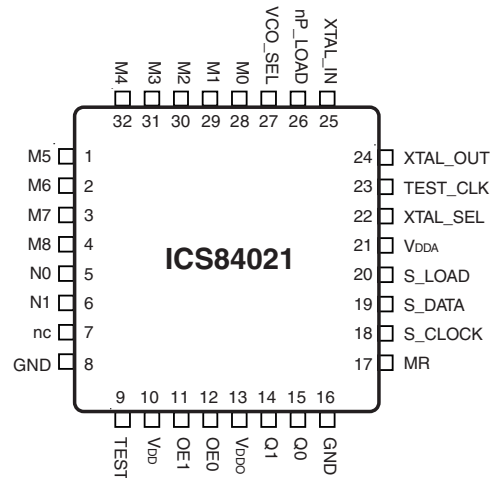 M4 M3 M2 M1 M0 VCO_SEL nP_LOAD XTAL_IN
32 31 30 29 28 27 26 25
M5 1
M6 2
M7 3
M8 4
N0 5
N1 6
nc 7
GND 8
ICS84021
24 XTAL_OUT
23 TEST_CLK
22 XTAL_SEL
21 VDDA
20 S_LOAD
19 S_DATA
18 S_CLOCK
17 MR
9 10 11 12 13 14 15 16
TEST VDD OE1 OE0 VDDO Q1 Q0 GND